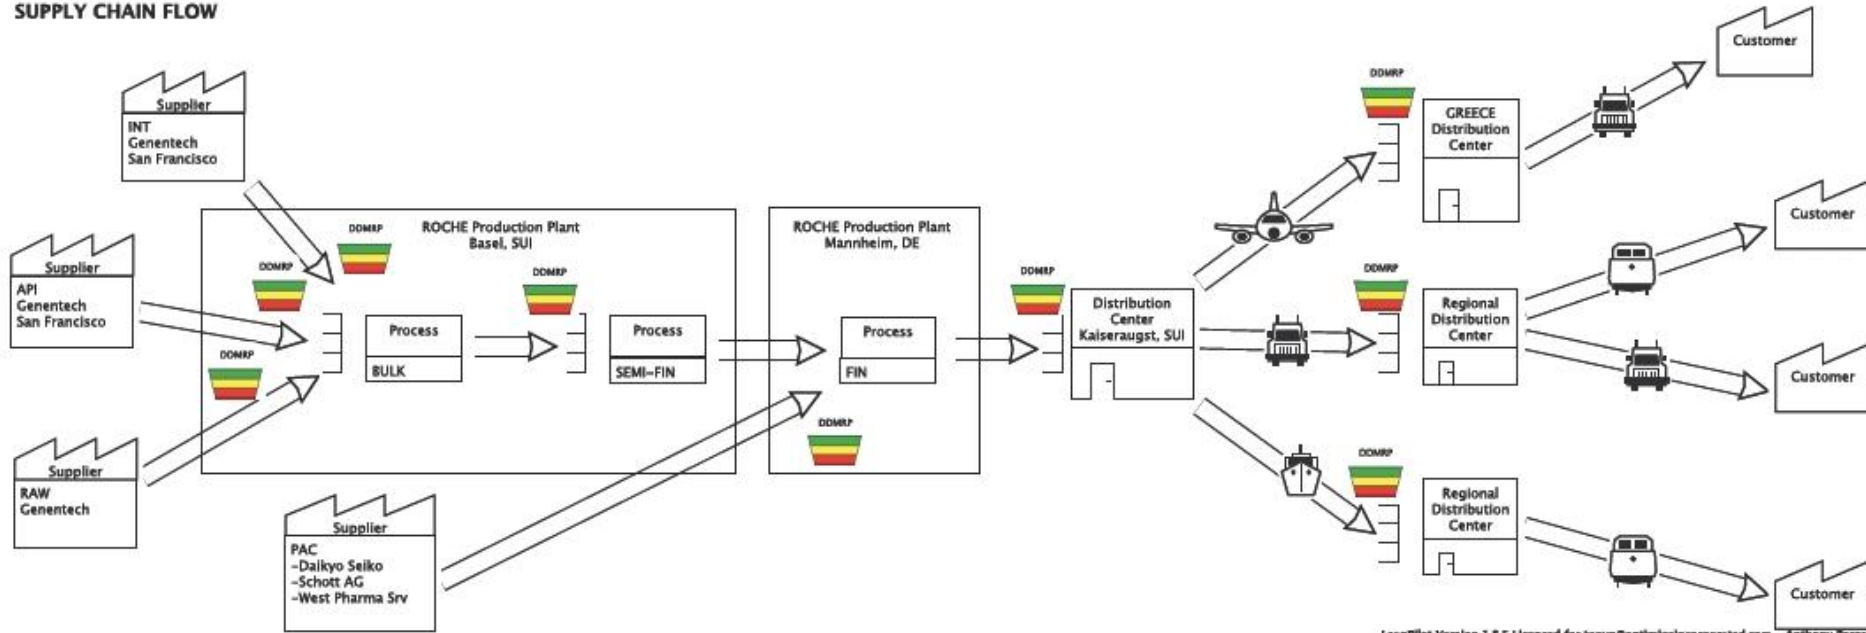 SUPPLY CHAIN FLOW
Supplier
INT
Genentech
San Francisco
Supplier
API
Genentech
San Francisco
Supplier
RAW
Genentech
Supplier
PAC
-Daikyo Seiko
-Schott AG
-West Pharma Srv
ROCHE Production Plant
Basel, SUI
DDMRP
DDMRP
DDMRP
DDMRP
Process
BULK
Process
SEMI-FIN
ROCHE Production Plant
Mannheim, DE
Process
FIN
DDMRP
DDMRP
Distribution
Center
Kaiseraugst, SUI
DDMRP
GREECE
Distribution
Center
DDMRP
Regional
Distribution
Center
DDMRP
Regional
Distribution
Center
Customer
Customer
Customer
Customer